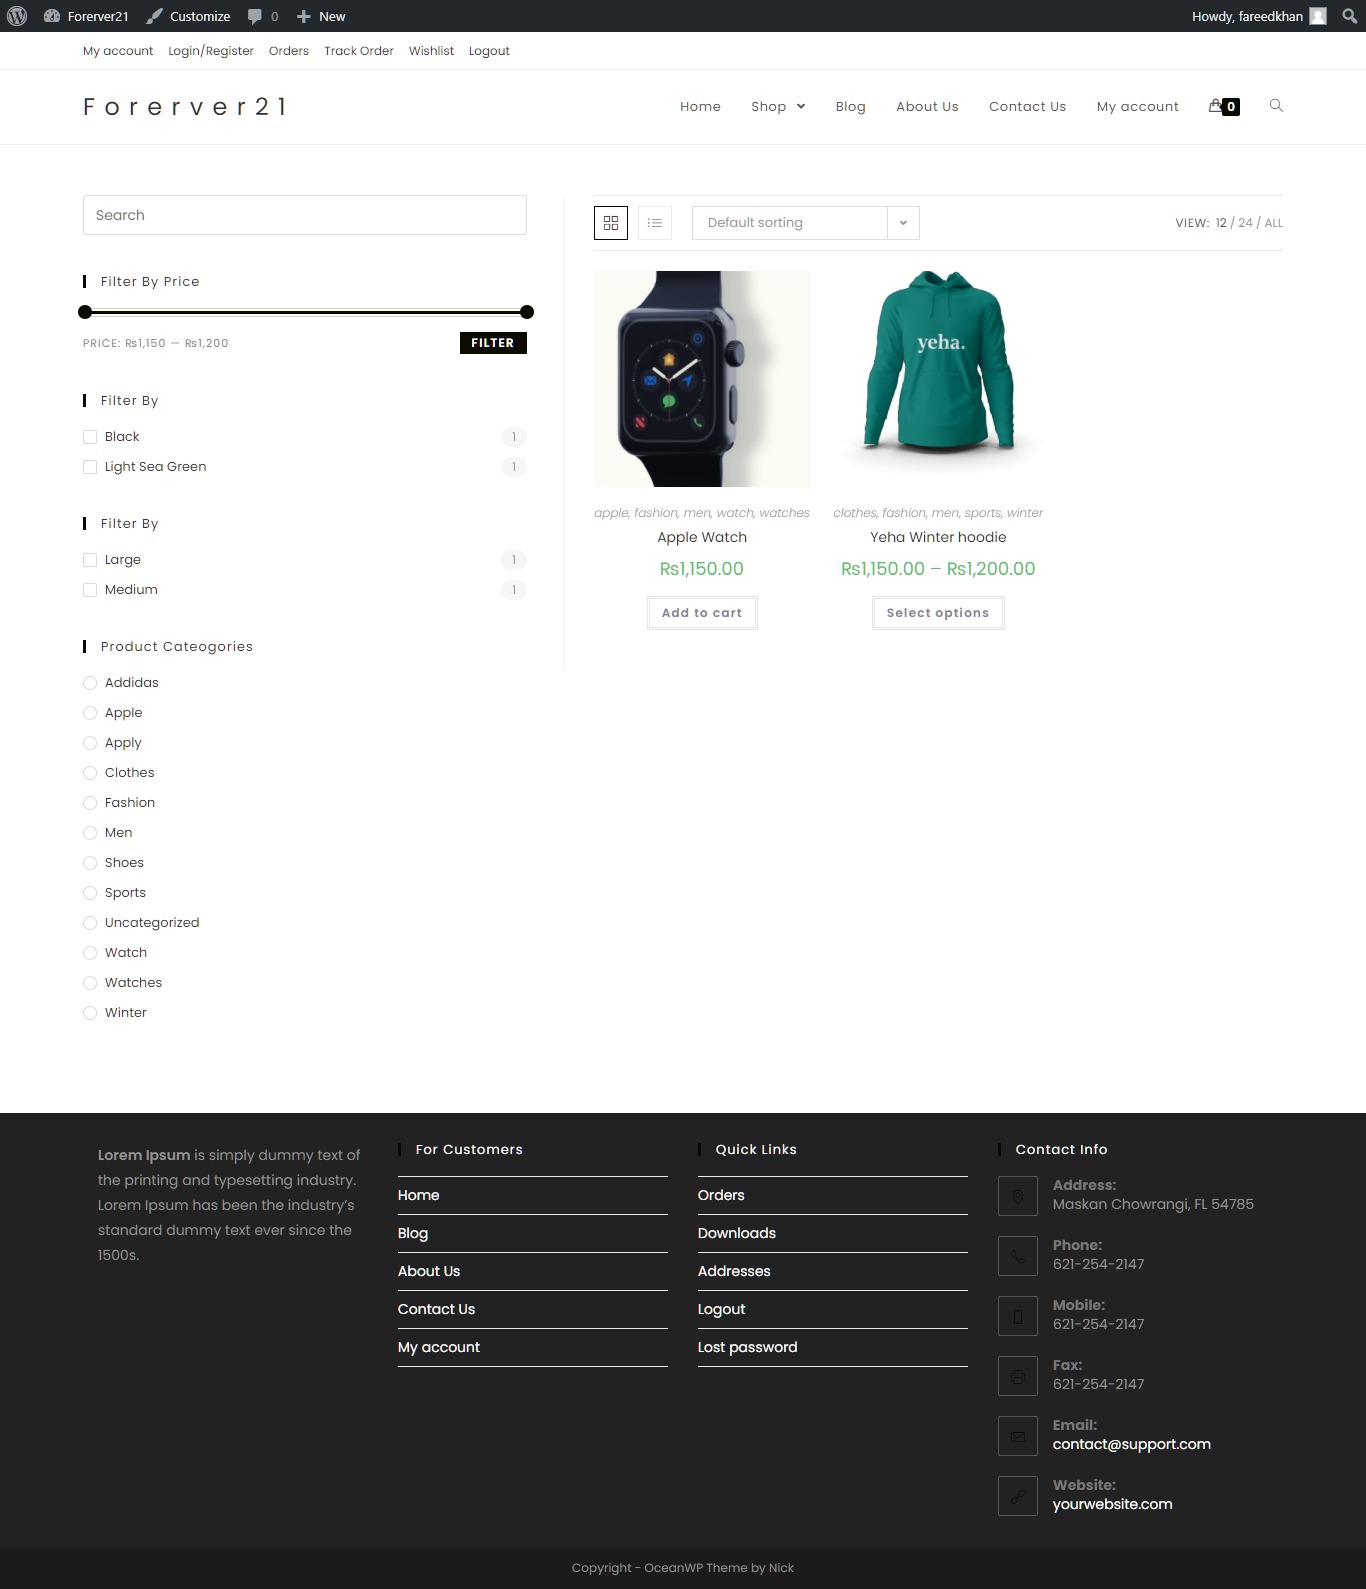 Forerver21 Customize 0 New Howdy, fareedkhan
My account Login/Register Orders Track Order Wishlist Logout
Forerver21
Home Shop Blog About Us Contact Us My account 0
Search
Filter By Price
PRICE: ₨1,150 — ₨1,200 FILTER
Filter By
Black 1
Light Sea Green 1
Filter By
Large 1
Medium 1
Product Cateogories
Addidas
Apple
Apply
Clothes
Fashion
Men
Shoes
Sports
Uncategorized
Watch
Watches
Winter
Default sorting VIEW: 12 / 24 / ALL
yeha.
apple, fashion, men, watch, watches
Apple Watch
₨1,150.00
Add to cart
clothes, fashion, men, sports, winter
Yeha Winter hoodie
₨1,150.00 – ₨1,200.00
Select options
Lorem Ipsum is simply dummy text of
the printing and typesetting industry.
Lorem Ipsum has been the industry’s
standard dummy text ever since the
1500s.
For Customers
Home
Blog
About Us
Contact Us
My account
Quick Links
Orders
Downloads
Addresses
Logout
Lost password
Contact Info
Address:
Maskan Chowrangi, FL 54785
Phone:
621-254-2147
Mobile:
621-254-2147
Fax:
621-254-2147
Email:
contact@support.com
Website:
yourwebsite.com
Copyright - OceanWP Theme by Nick